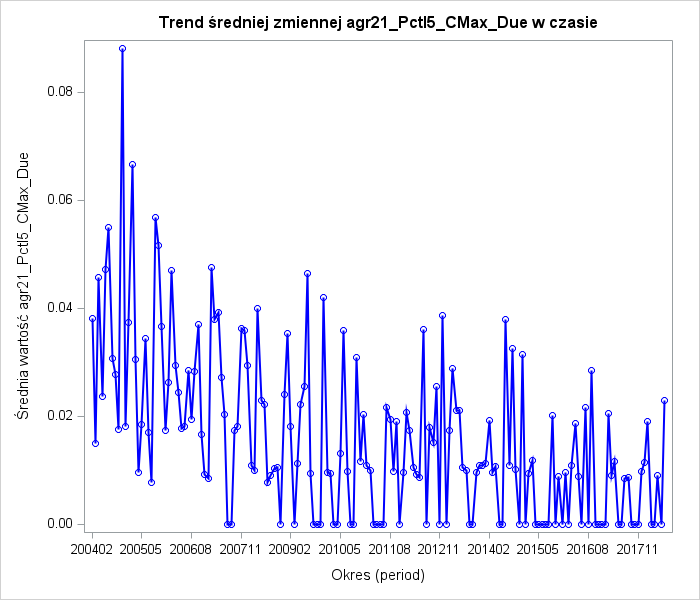 Trend średniej zmiennej agr21_Pctl5_CMax_Due w czasie
Średnia wartość agr21_Pctl5_CMax_Due
0.08
0.06
0.04
0.02
0.00
200402 200505 200608 200711 200902 201005 201108 201211 201402 201505 201608 201711
Okres (period)